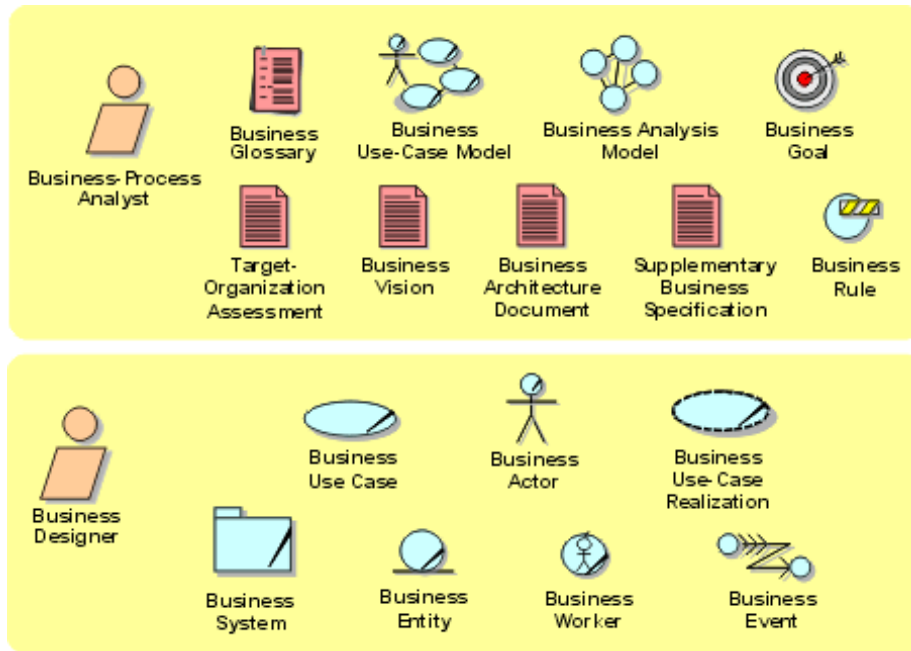 Business-Process
Analyst
Business
Glossary
Business
Use-Case Model
Business Analysis
Model
Business
Goal
Target-
Organization
Assessment
Business
Vision
Business
Architecture
Document
Supplementary
Business
Specification
Business
Rule
Business
Designer
Business
Use Case
Business
Actor
Business
Use-Case
Realization
Business
System
Business
Entity
Business
Worker
Business
Event